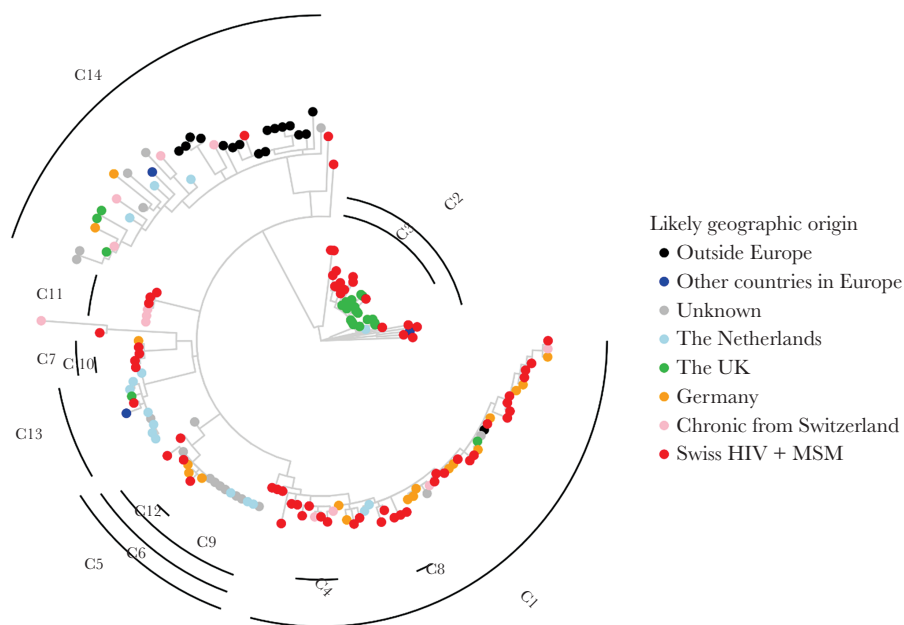 C14
C2
C3
C11
C7
C10
C13
C12
C9
C6
C5
C4
C8
C1
Likely geographic origin
Outside Europe
Other countries in Europe
Unknown
The Netherlands
The UK
Germany
Chronic from Switzerland
Swiss HIV + MSM